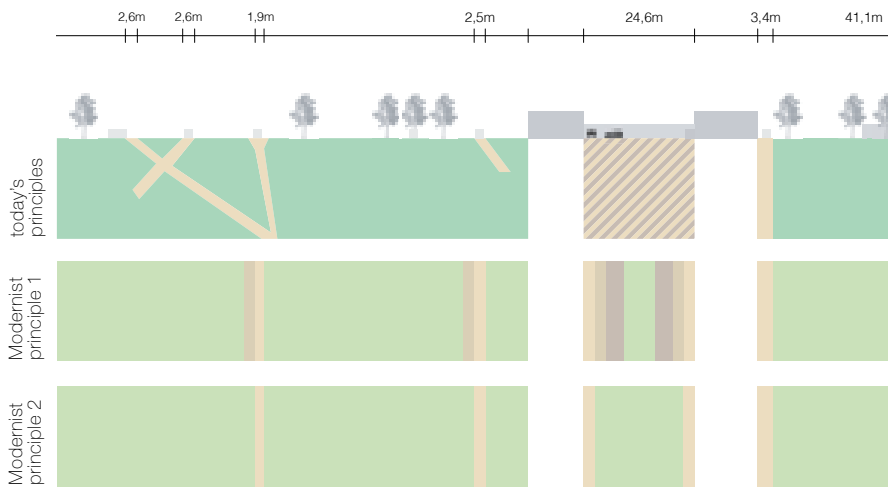 2,6m 2,6m 1,9m 2,5m 24,6m 3,4m 41,1m
today's
principles
Modernist
principle 1
Modernist
principle 2